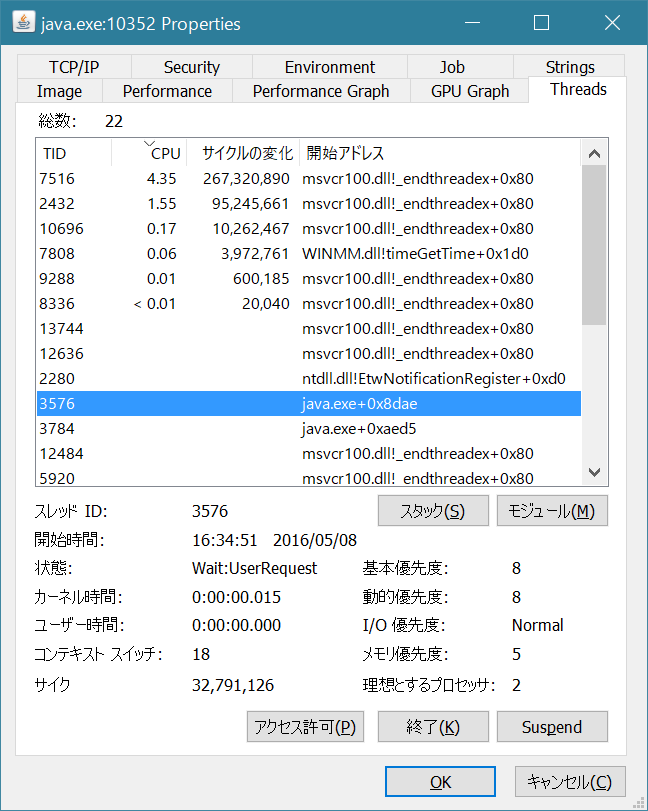 java.exe:10352 Properties
TCP/IP Security Environment Job Strings
Image Performance Performance Graph GPU Graph Threads
総数: 22
TID CPU サイクルの変化 開始アドレス
7516 4.35 267,320,890 msvcr100.dll!_endthreadex+0x80
2432 1.55 95,245,661 msvcr100.dll!_endthreadex+0x80
10696 0.17 10,262,467 msvcr100.dll!_endthreadex+0x80
7808 0.06 3,972,761 WINMM.dll!timeGetTime+0x1d0
9288 0.01 600,185 msvcr100.dll!_endthreadex+0x80
8336 < 0.01 20,040 msvcr100.dll!_endthreadex+0x80
13744 msvcr100.dll!_endthreadex+0x80
12636 msvcr100.dll!_endthreadex+0x80
2280 ntdll.dll!EtwNotificationRegister+0xd0
3576 java.exe+0x8dae
3784 java.exe+0xaed5
12484 msvcr100.dll!_endthreadex+0x80
5920 msvcr100.dll!_endthreadex+0x80
スレッド ID: 3576 スタック(S) モジュール(M)
開始時間: 16:34:51 2016/05/08
状態: Wait:UserRequest 基本優先度: 8
カーネル時間: 0:00:00.015 動的優先度: 8
ユーザー時間: 0:00:00.000 I/O 優先度: Normal
コンテキスト スイッチ: 18 メモリ優先度: 5
サイク 32,791,126 理想とするプロセッサ: 2
アクセス許可(P) 終了(K) Suspend
OK キャンセル(C)